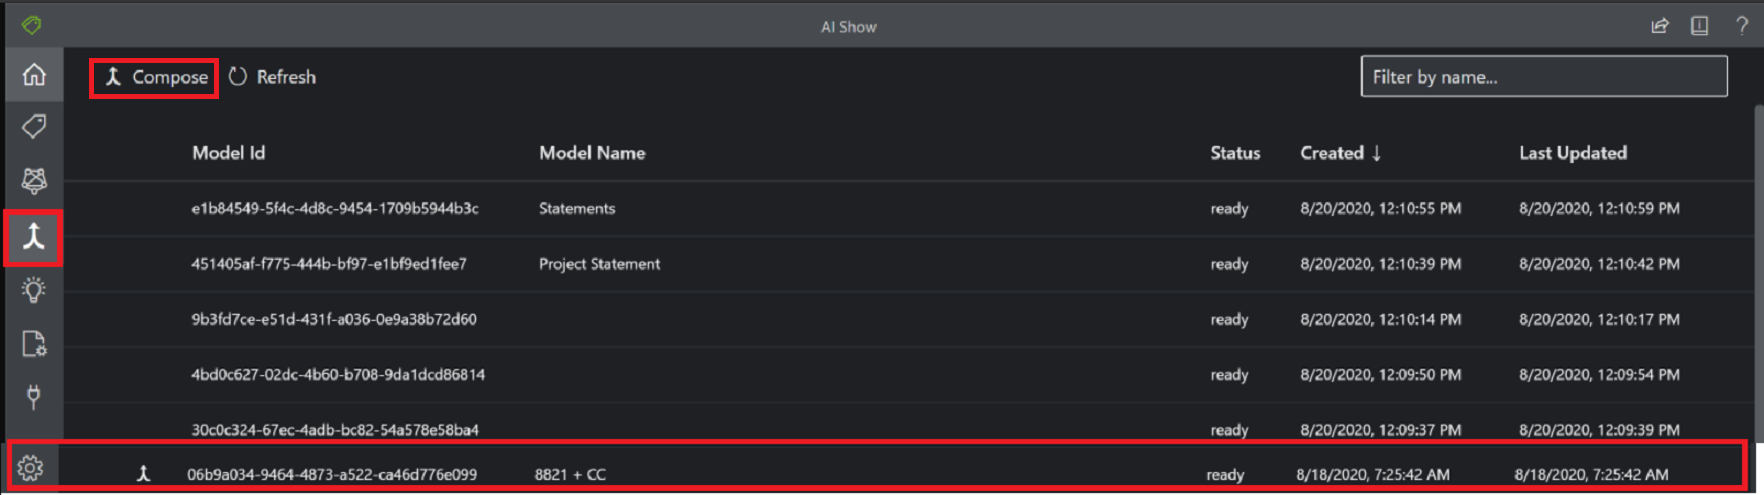 AI Show ?
Compose Refresh Filter by name...
Model Id Model Name Status Created ↓ Last Updated
e1b84549-5f4c-4d8c-9454-1709b5944b3c Statements ready 8/20/2020, 12:10:55 PM 8/20/2020, 12:10:59 PM
451405af-f775-444b-bf97-e1bf9ed1fee7 Project Statement ready 8/20/2020, 12:10:39 PM 8/20/2020, 12:10:42 PM
9b3fd7ce-e51d-431f-a036-0e9a38b72d60 ready 8/20/2020, 12:10:14 PM 8/20/2020, 12:10:17 PM
4bd0c627-02dc-4b60-b708-9da1dcd86814 ready 8/20/2020, 12:09:50 PM 8/20/2020, 12:09:54 PM
30c0c324-67ec-4adb-bc82-54a578e58ba4 ready 8/20/2020, 12:09:37 PM 8/20/2020, 12:09:39 PM
06b9a034-9464-4873-a522-ca46d776e099 8821 + CC ready 8/18/2020, 7:25:42 AM 8/18/2020, 7:25:42 AM